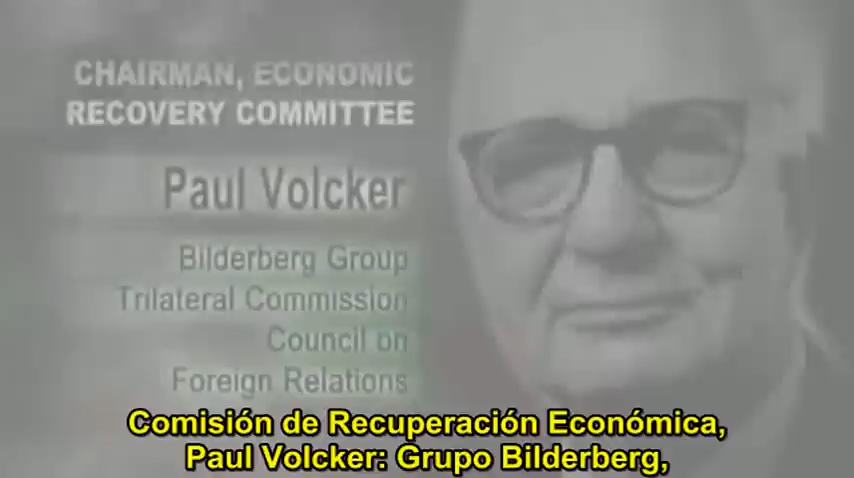 CHAIRMAN, ECONOMIC
RECOVERY COMMITTEE
Paul Volcker
Bilderberg Group
Trilateral Commission
Council on
Foreign Relations
Comisión de Recuperación Económica,
Paul Volcker: Grupo Bilderberg,